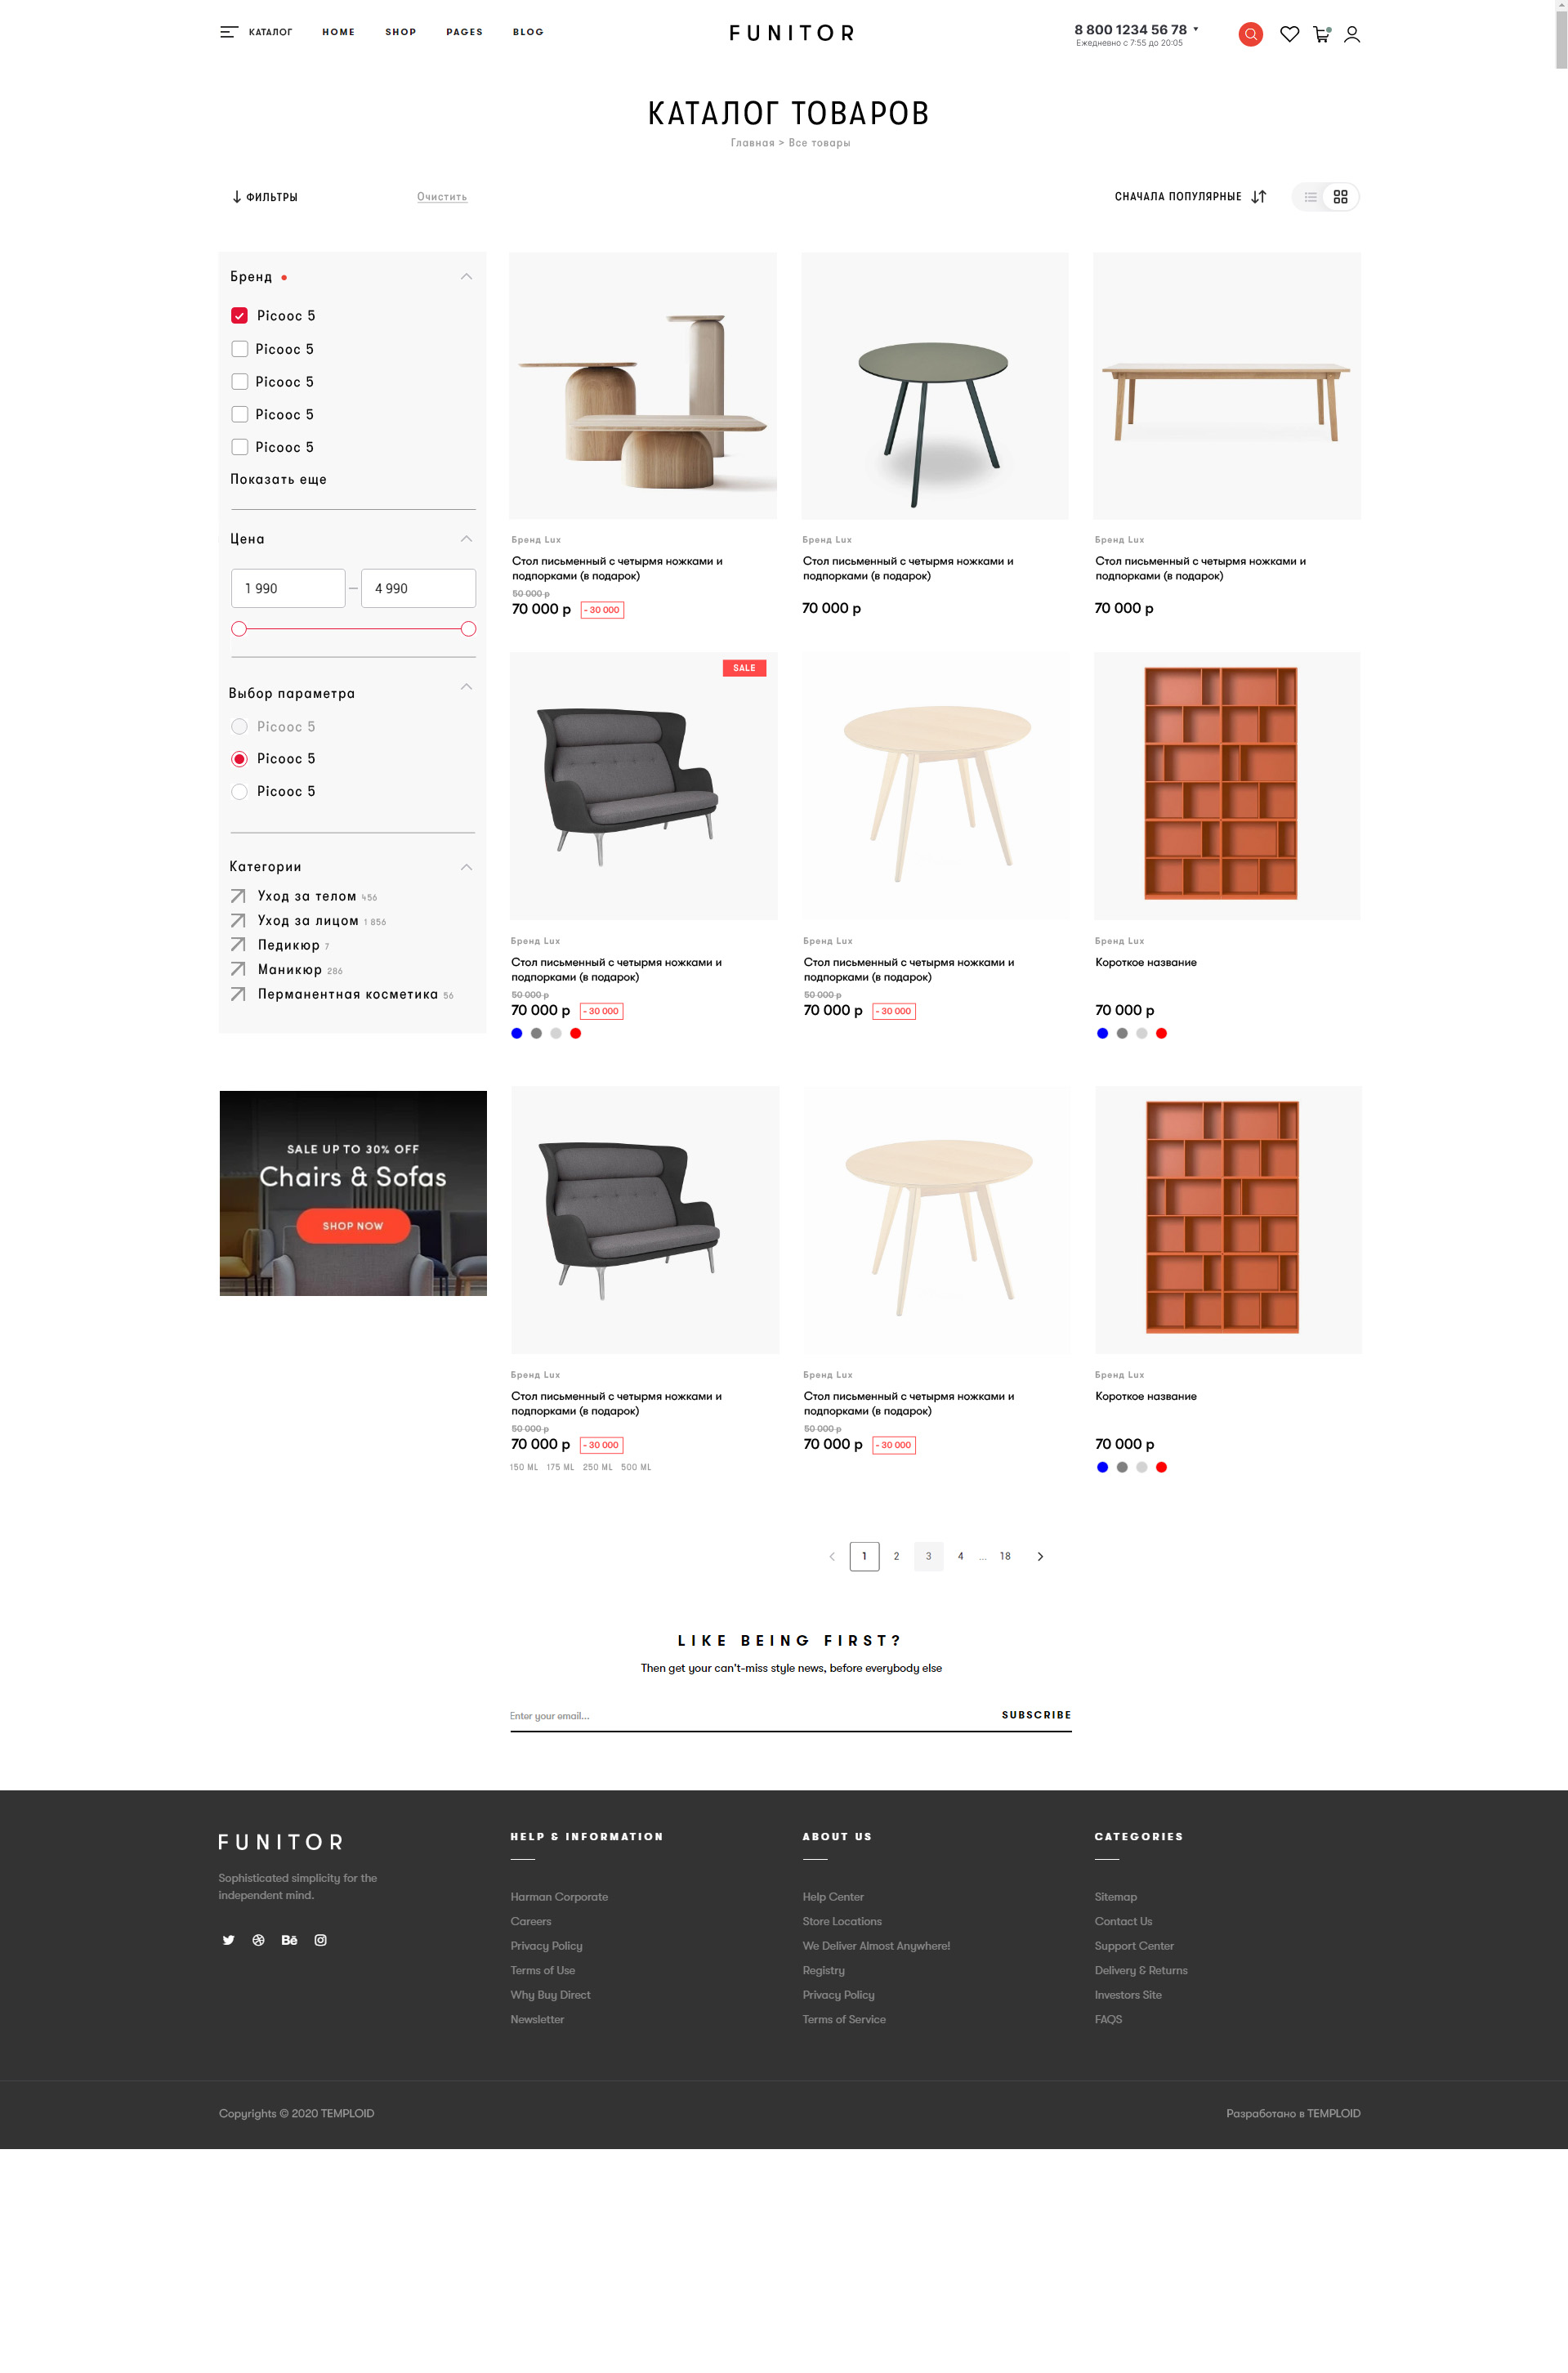 КАТАЛОГ
HOME
SHOP
PAGES
BLOG
FUNITOR
8 800 1234 56 78
Ежедневно с 7:55 до 20:05
КАТАЛОГ ТОВАРОВ
Главная > Все товары
ФИЛЬТРЫ
Очистить
СНАЧАЛА ПОПУЛЯРНЫЕ
Бренд
Picooc 5
Picooc 5
Picooc 5
Picooc 5
Picooc 5
Показать еще
Цена
1 990
4 990
Выбор параметра
Picooc 5
Picooc 5
Picooc 5
Категории
Уход за телом 456
Уход за лицом 1 856
Педикюр 7
Маникюр 286
Перманентная косметика 56
SALE UP TO 30% OFF
Chairs & Sofas
SHOP NOW
Бренд Lux
Стол письменный с четырмя ножками и
подпорками (в подарок)
50 000 р
70 000 р
- 30 000
Бренд Lux
Стол письменный с четырмя ножками и
подпорками (в подарок)
70 000 р
Бренд Lux
Стол письменный с четырмя ножками и
подпорками (в подарок)
70 000 р
SALE
Бренд Lux
Стол письменный с четырмя ножками и
подпорками (в подарок)
50 000 р
70 000 р
- 30 000
Бренд Lux
Стол письменный с четырмя ножками и
подпорками (в подарок)
50 000 р
70 000 р
- 30 000
Бренд Lux
Короткое название
70 000 р
Бренд Lux
Стол письменный с четырмя ножками и
подпорками (в подарок)
50 000 р
70 000 р
- 30 000
150 ML 175 ML 250 ML 500 ML
Бренд Lux
Стол письменный с четырмя ножками и
подпорками (в подарок)
50 000 р
70 000 р
- 30 000
Бренд Lux
Короткое название
70 000 р
1 2 3 4 ... 18
LIKE BEING FIRST?
Then get your can't-miss style news, before everybody else
Enter your email...
SUBSCRIBE
FUNITOR
Sophisticated simplicity for the
independent mind.
Bē
HELP & INFORMATION
Harman Corporate
Careers
Privacy Policy
Terms of Use
Why Buy Direct
Newsletter
ABOUT US
Help Center
Store Locations
We Deliver Almost Anywhere!
Registry
Privacy Policy
Terms of Service
CATEGORIES
Sitemap
Contact Us
Support Center
Delivery & Returns
Investors Site
FAQS
Copyrights © 2020 TEMPLOID
Разработано в TEMPLOID